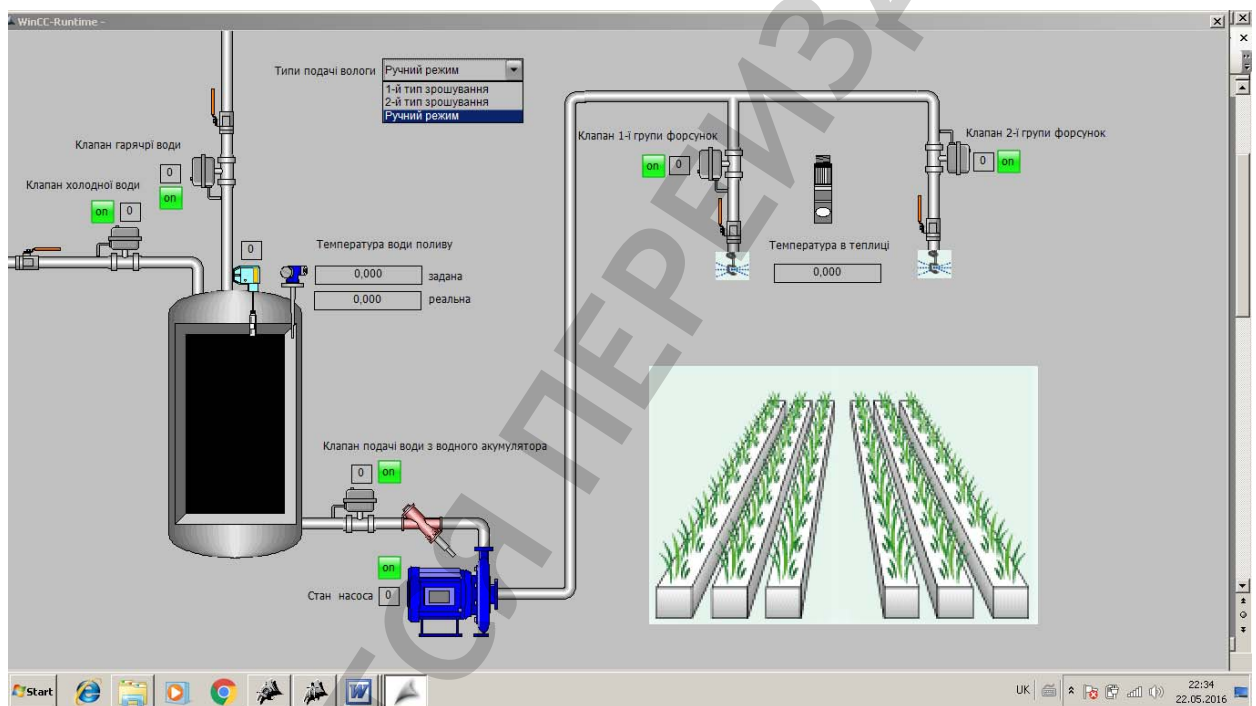 WinCC-Runtime -
Типи подачі вологи Ручний режим
1-й тип зрошування
2-й тип зрошування
Ручний режим
Клапан гарячрї води
0
on
Клапан холодної води
on 0
Клапан 1-ї групи форсунок
on 0
Клапан 2-ї групи форсунок
0 on
0
Температура води поливу
0,000 задана
0,000 реальна
Температура в теплиці
0,000
Клапан подачі води з водного акумулятора
0 on
on
Стан насоса 0
Start
UK
22:34
22.05.2016
ЕСЯ ПЕРЕИЗДА